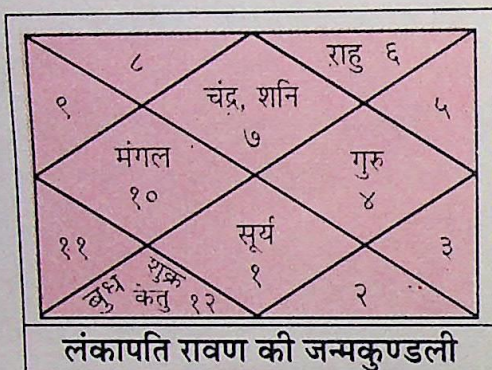 ८
राहु ६
९
चंद्र, शनि
७
५
मंगल
१०
गुरु
४
११
सूर्य
१
३
बुध शुक्र
केतु १२
२
लंकापति रावण की जन्मकुण्डली